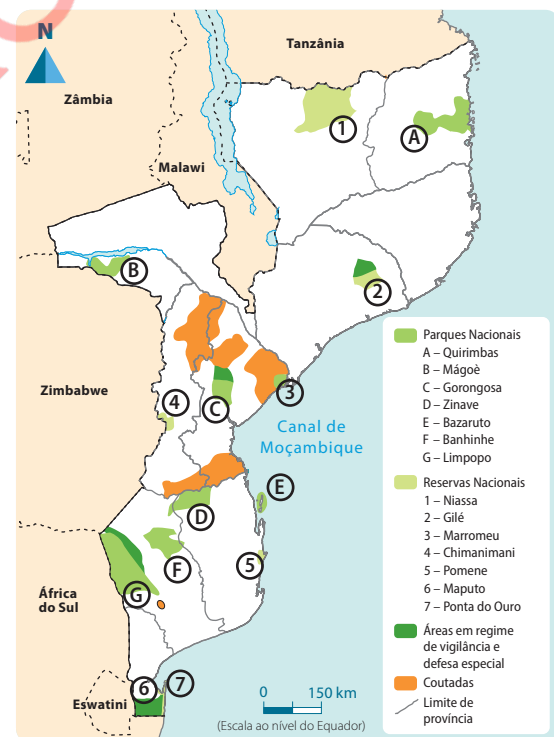 N
Tanzânia
Zâmbia
1
A
Malawi
B
2
Zimbabwe
4
C
3
Canal de
Moçambique
E
D
F
5
G
África
do Sul
6
7
Eswatini
0 150 km
(Escala ao nível do Equador)
Parques Nacionais
A – Quirimbas
B – Mágoè
C – Gorongosa
D – Zinave
E – Bazaruto
F – Banhinhe
G – Limpopo
Reservas Nacionais
1 – Niassa
2 – Gilé
3 – Marromeu
4 – Chimanimani
5 – Pomene
6 – Maputo
7 – Ponta do Ouro
Áreas em regime
de vigilância e
defesa especial
Coutadas
Limite de
província